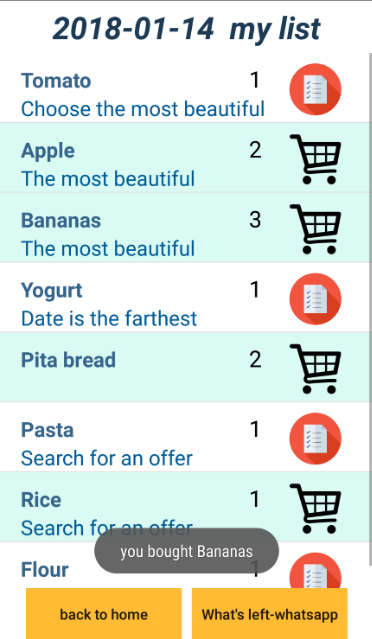 2018-01-14 my list
Tomato 1
Choose the most beautiful
Apple 2
The most beautiful
Bananas 3
The most beautiful
Yogurt 1
Date is the farthest
Pita bread 2
Pasta 1
Search for an offer
Rice 1
Search for an offer
you bought Bananas
Flour 1
back to home
What's left-whatsapp